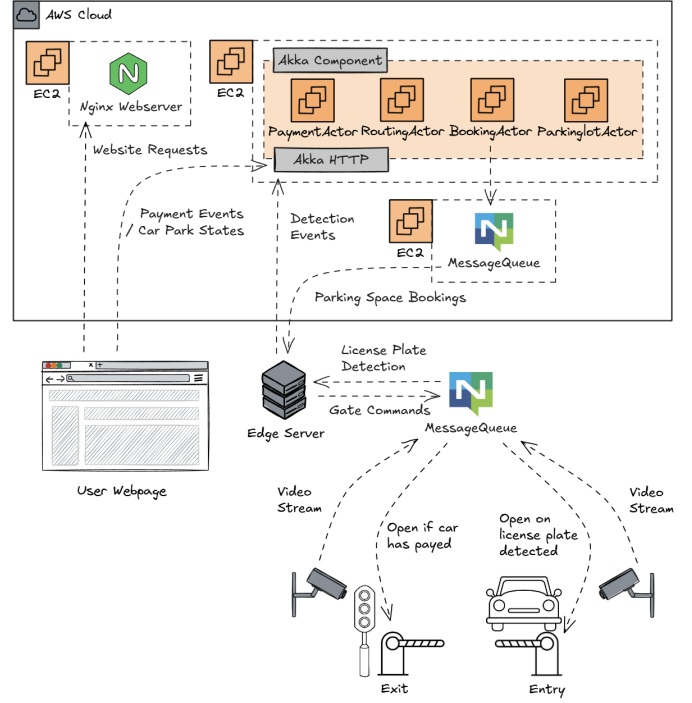 AWS Cloud
EC2
Nginx Webserver
EC2
Akka Component
PaymentActor
RoutingActor
BookingActor
ParkinglotActor
Akka HTTP
Website Requests
Payment Events
/ Car Park States
Detection
Events
EC2
MessageQueue
Parking Space Bookings
License Plate
Detection
Gate Commands
Edge Server
MessageQueue
User Webpage
Video
Stream
Open if car
has payed
Open on
license plate
detected
Video
Stream
Exit
Entry